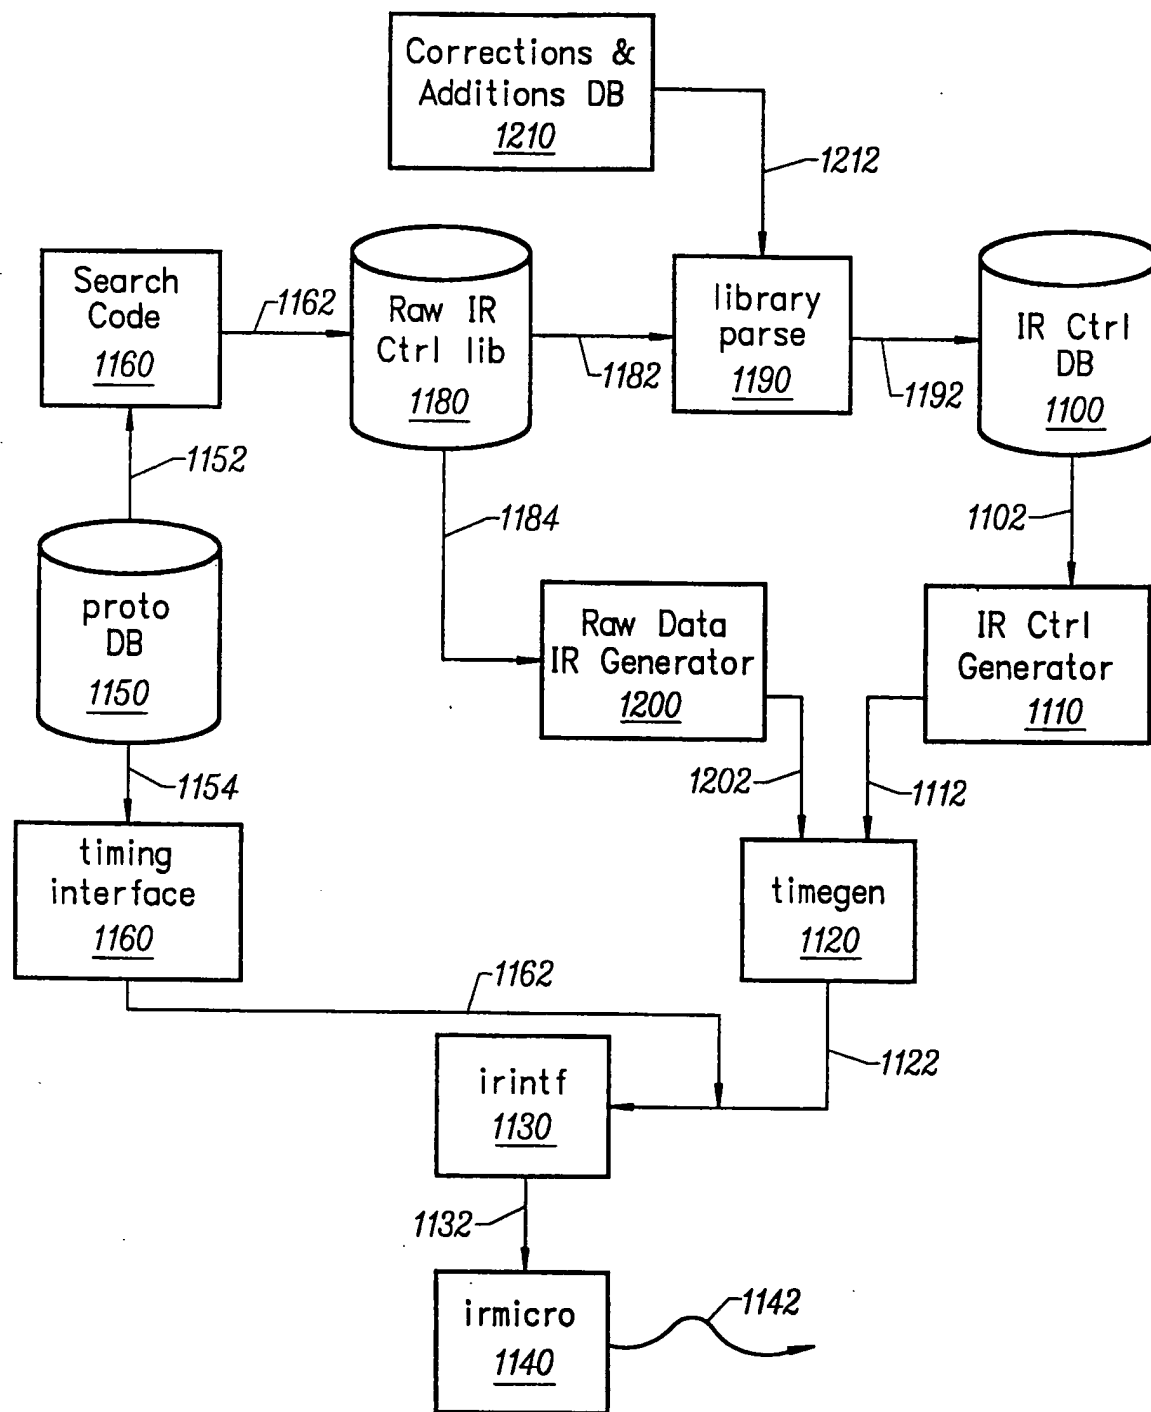 Corrections &
Additions DB
1210
1212
Search
Code
1160
1162
Raw IR
Ctrl lib
1180
1182
library
parse
1190
1192
IR Ctrl
DB
1100
1152
1184
1102
proto
DB
1150
Raw Data
IR Generator
1200
IR Ctrl
Generator
1110
1154
1202
1112
timing
interface
1160
timegen
1120
1162
1122
irintf
1130
1132
irmicro
1140
1142